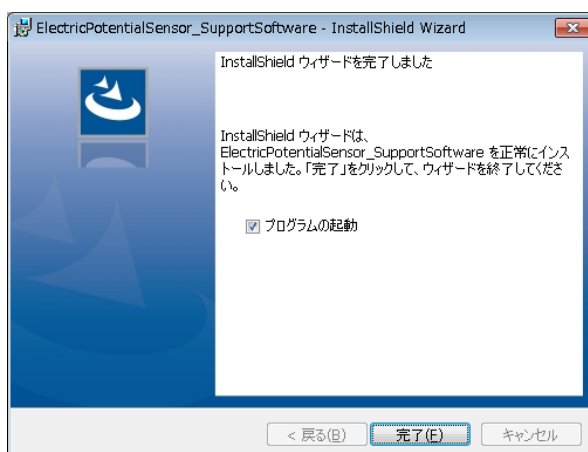 ElectricPotentialSensor_SupportSoftware - InstallShield Wizard
InstallShield ウィザードを完了しました
InstallShield ウィザードは、
ElectricPotentialSensor_SupportSoftware を正常にインス
トールしました。「完了」をクリックして、ウィザードを終了してくださ
い。
プログラムの起動
< 戻る(B) 完了(F) キャンセル